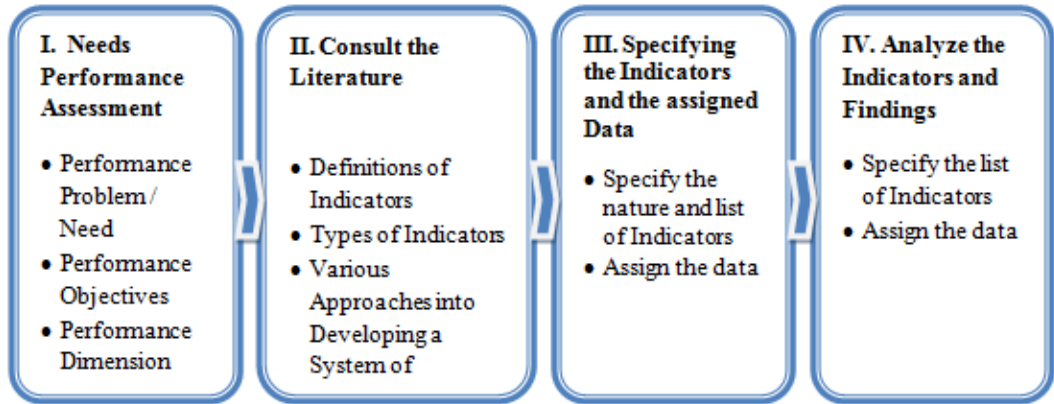 I. Needs
Performance
Assessment
• Performance
Problem /
Need
• Performance
Objectives
• Performance
Dimension
II. Consult the
Literature
• Definitions of
Indicators
• Types of Indicators
• Various
Approaches into
Developing a
System of
III. Specifying
the Indicators
and the assigned
Data
• Specify the
nature and list
of Indicators
• Assign the data
IV. Analyze the
Indicators and
Findings
• Specify the list
of Indicators
• Assign the data